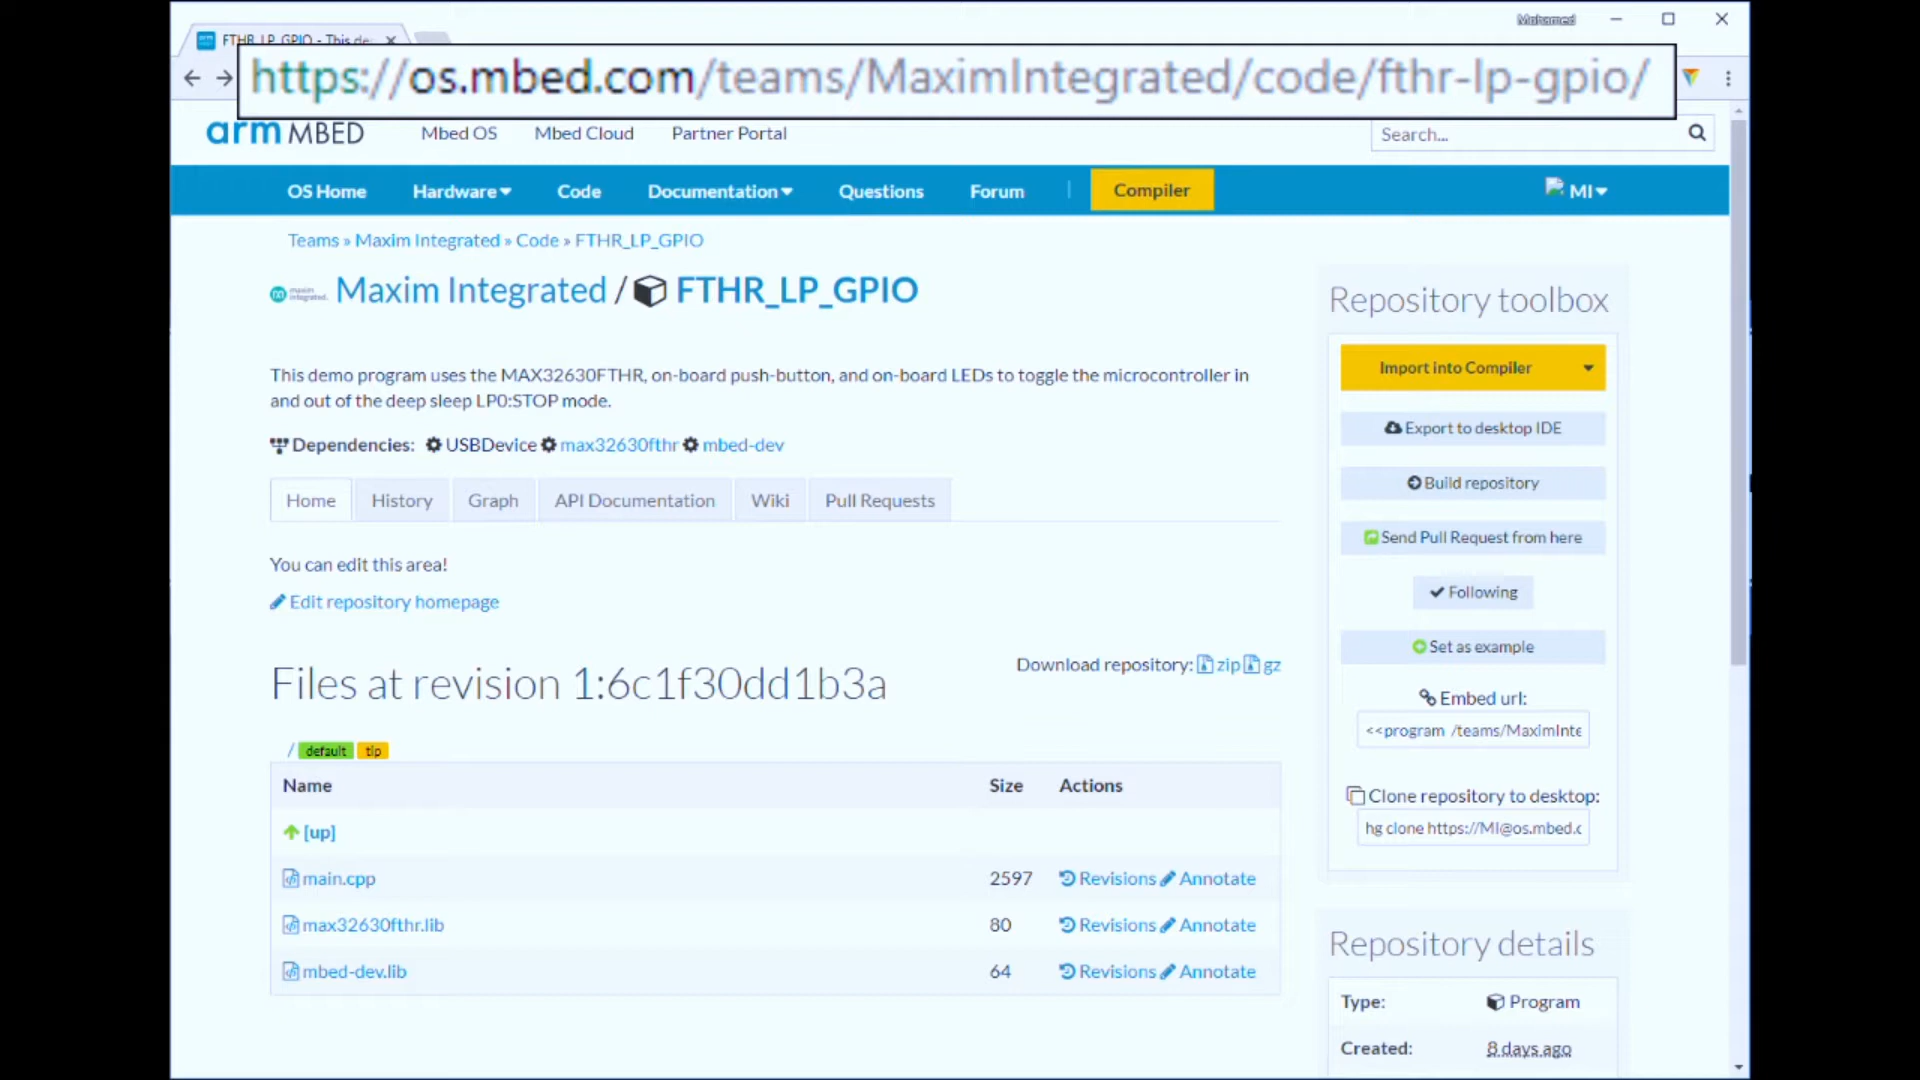 Mohamed
FTHR_LP_GPIO - This de
https://os.mbed.com/teams/MaximIntegrated/code/fthr-lp-gpio/
arm MBED
Mbed OS Mbed Cloud Partner Portal
Search...
OS Home Hardware Code Documentation Questions Forum | Compiler
MI
Teams » Maxim Integrated » Code » FTHR_LP_GPIO
maxim integrated. Maxim Integrated / FTHR_LP_GPIO
This demo program uses the MAX32630FTHR, on-board push-button, and on-board LEDs to toggle the microcontroller in
and out of the deep sleep LP0:STOP mode.
Dependencies: USBDevice max32630fthr mbed-dev
Home History Graph API Documentation Wiki Pull Requests
You can edit this area!
Edit repository homepage
Files at revision 1:6c1f30dd1b3a
Download repository: zip gz
/ default tip
Name Size Actions
[up]
main.cpp 2597 Revisions Annotate
max32630fthr.lib 80 Revisions Annotate
mbed-dev.lib 64 Revisions Annotate
Repository toolbox
Import into Compiler
Export to desktop IDE
Build repository
Send Pull Request from here
Following
Set as example
Embed url:
<<program /teams/MaximInte
Clone repository to desktop:
hg clone https://MI@os.mbed.c
Repository details
Type: Program
Created: 8 days ago